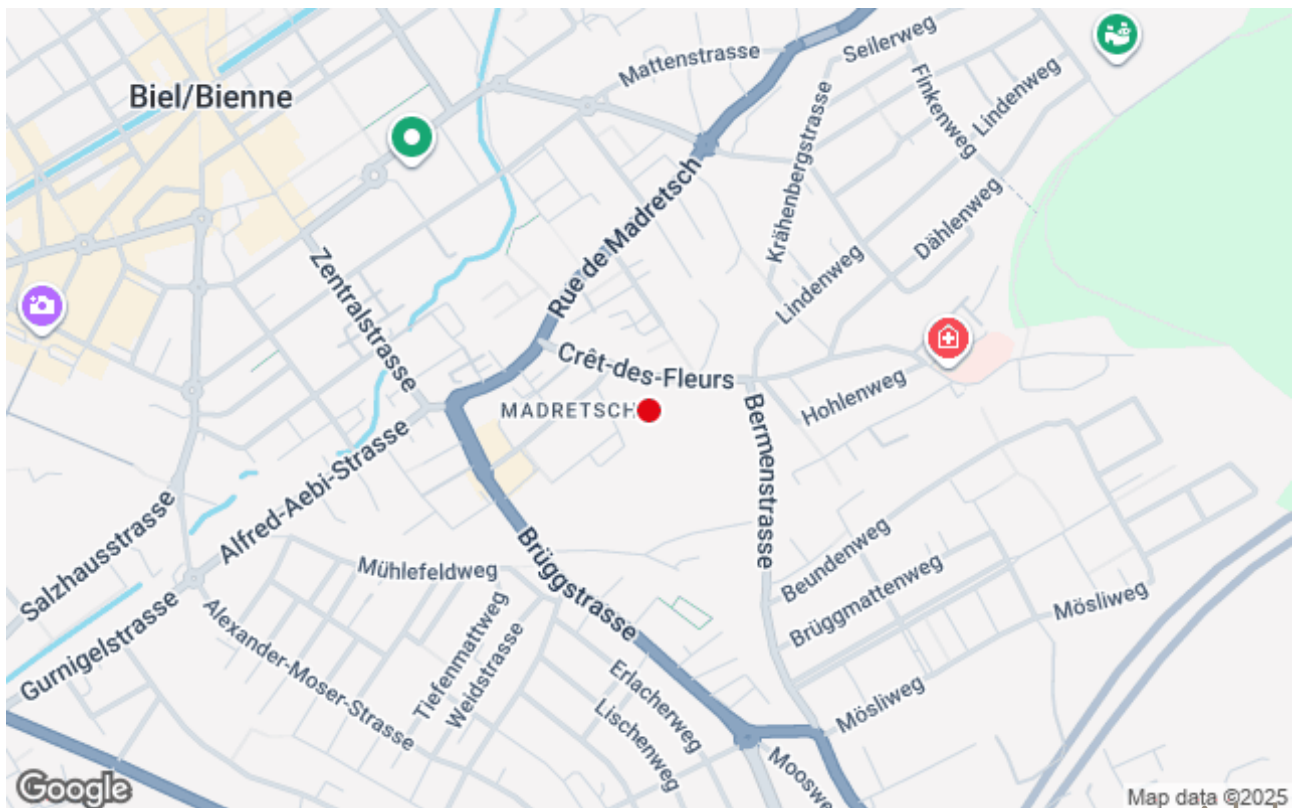 Mattenstrasse
Seilerweg
Biel/Bienne
Finkenweg
Lindenweg
Krähenbergstrasse
Rue de Madretsch
Dählenweg
Zentralstrasse
Lindenweg
Crêt-des-Fleurs
Hohlenweg
MADRETSCH
Bermenstrasse
Alfred-Aebi-Strasse
Salzhausstrasse
Brüggstrasse
Beundenweg
Mühlefeldweg
Brüggmattenweg
Mösliweg
Gurnigelstrasse
Alexander-Moser-Strasse
Tiefenmattweg
Weidstrasse
Erlacherweg
Lischenweg
Mösliweg
Mooswe
Google
Map data ©2025